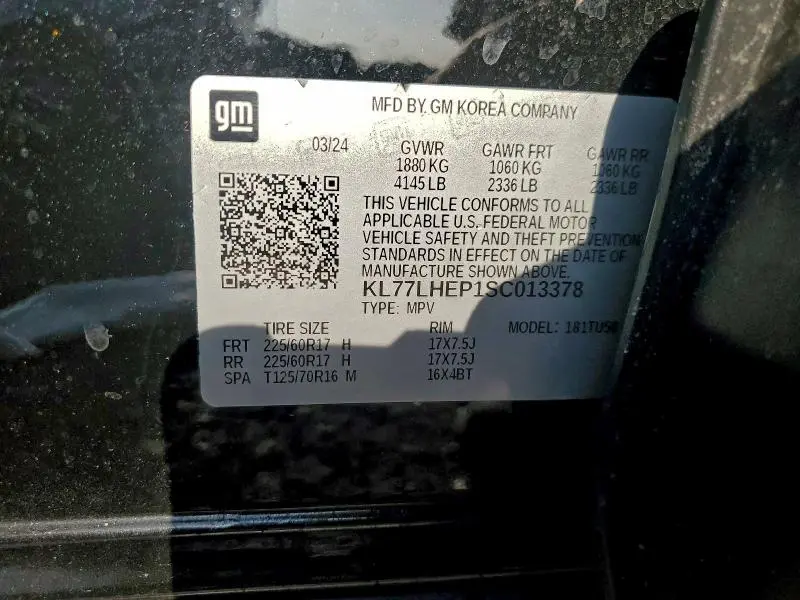 gm
MFD BY GM KOREA COMPANY
03/24 GVWR GAWR FRT GAWR RR
1880 KG 1060 KG 1060 KG
4145 LB 2336 LB 2336 LB
THIS VEHICLE CONFORMS TO ALL
APPLICABLE U.S. FEDERAL MOTOR
VEHICLE SAFETY AND THEFT PREVENTION
STANDARDS IN EFFECT ON THE DATE OF
MANUFACTURE SHOWN ABOVE.
KL77LHEP1SC013378
TYPE: MPV
TIRE SIZE RIM MODEL:
FRT 225/60R17 H 17X7.5J
RR 225/60R17 H 17X7.5J
SPA T125/70R16 M 16X4BT